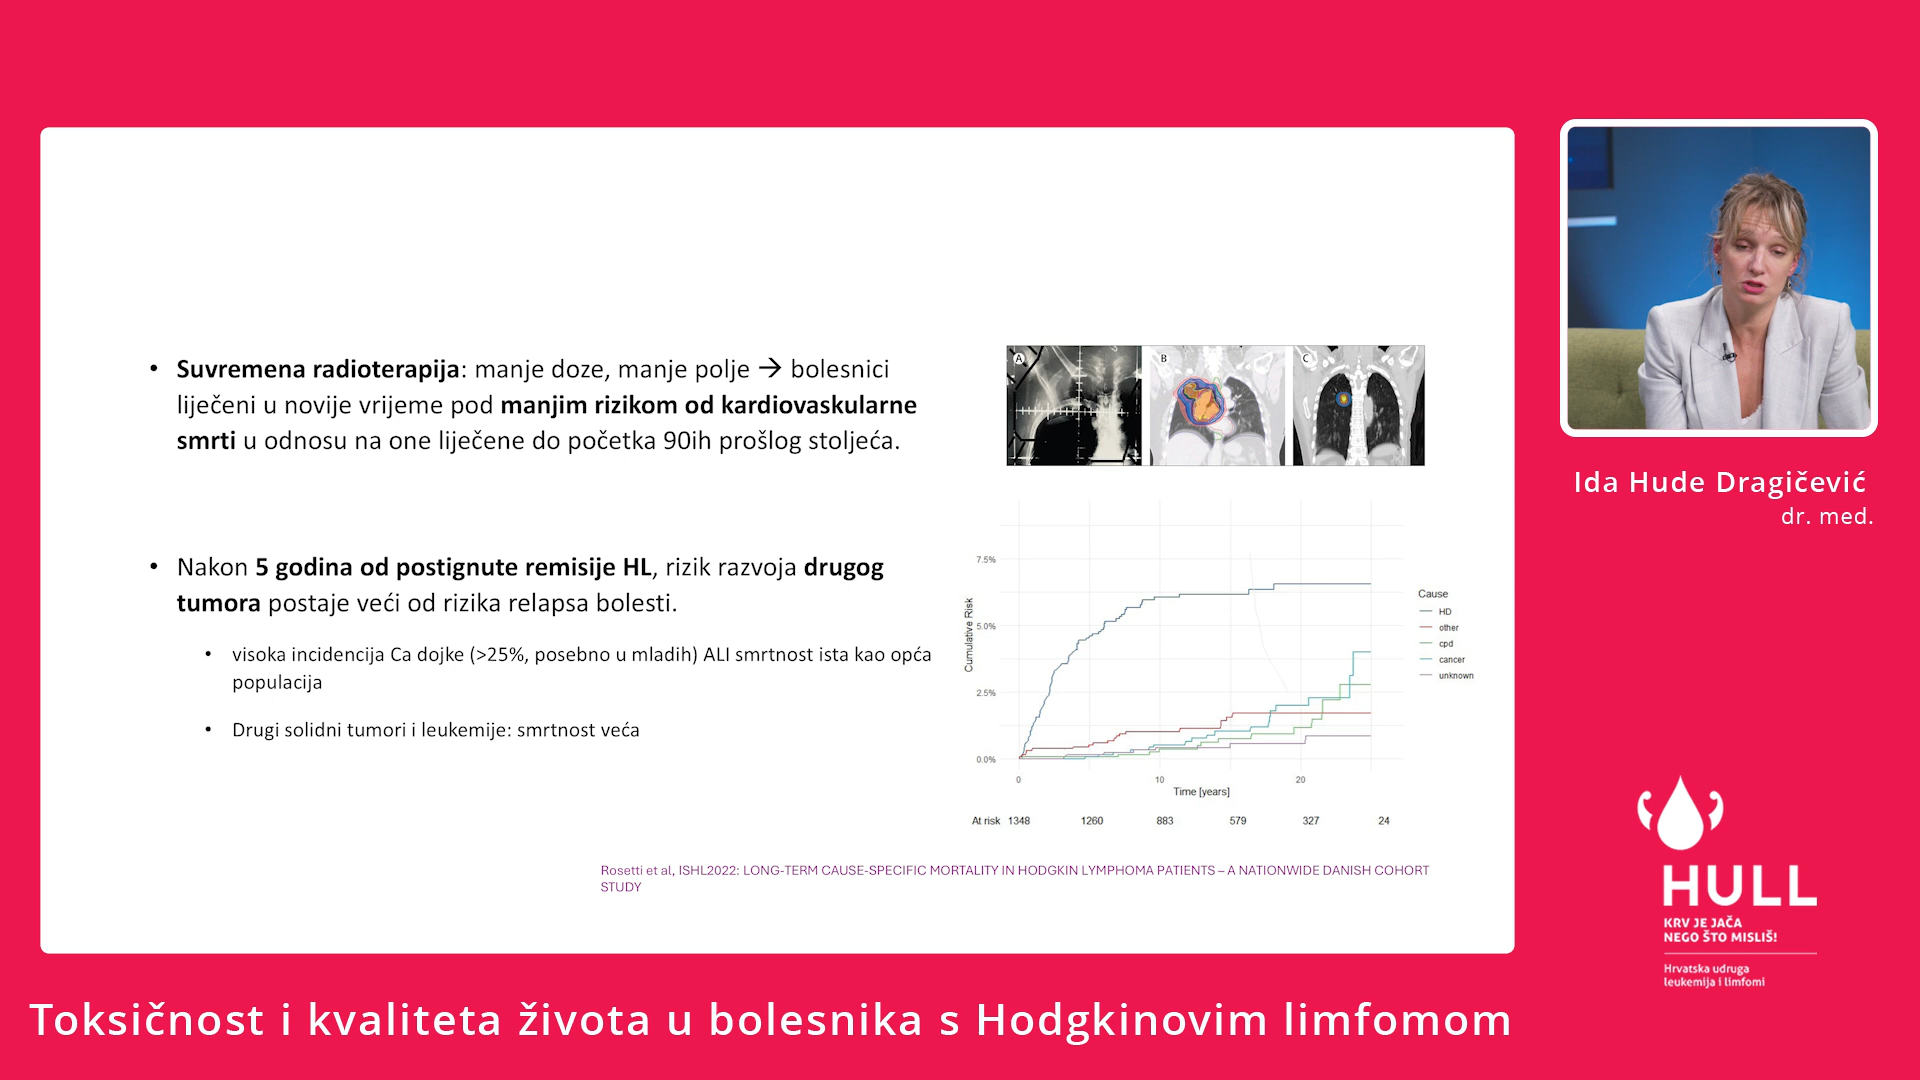 • Suvremena radioterapija: manje doze, manje polje → bolesnici
liječeni u novije vrijeme pod manjim rizikom od kardiovaskularne
smrti u odnosu na one liječene do početka 90ih prošlog stoljeća.
• Nakon 5 godina od postignute remisije HL, rizik razvoja drugog
tumora postaje veći od rizika relapsa bolesti.
• visoka incidencija Ca dojke (>25%, posebno u mladih) ALI smrtnost ista kao opća
populacija
• Drugi solidni tumori i leukemije: smrtnost veća
A
B
C
Cumulative Risk
7.5%
5.0%
2.5%
0.0%
0 10 20
Time [years]
At risk 1348 1260 883 579 327 24
Cause
HD
other
cpd
cancer
unknown
Rosetti et al, ISHL2022: LONG-TERM CAUSE-SPECIFIC MORTALITY IN HODGKIN LYMPHOMA PATIENTS – A NATIONWIDE DANISH COHORT
STUDY
Ida Hude Dragičević
dr. med.
HULL
KRV JE JAČA
NEGO ŠTO MISLIŠ!
Hrvatska udruga
leukemija i limfomi
Toksičnost i kvaliteta života u bolesnika s Hodgkinovim limfomom